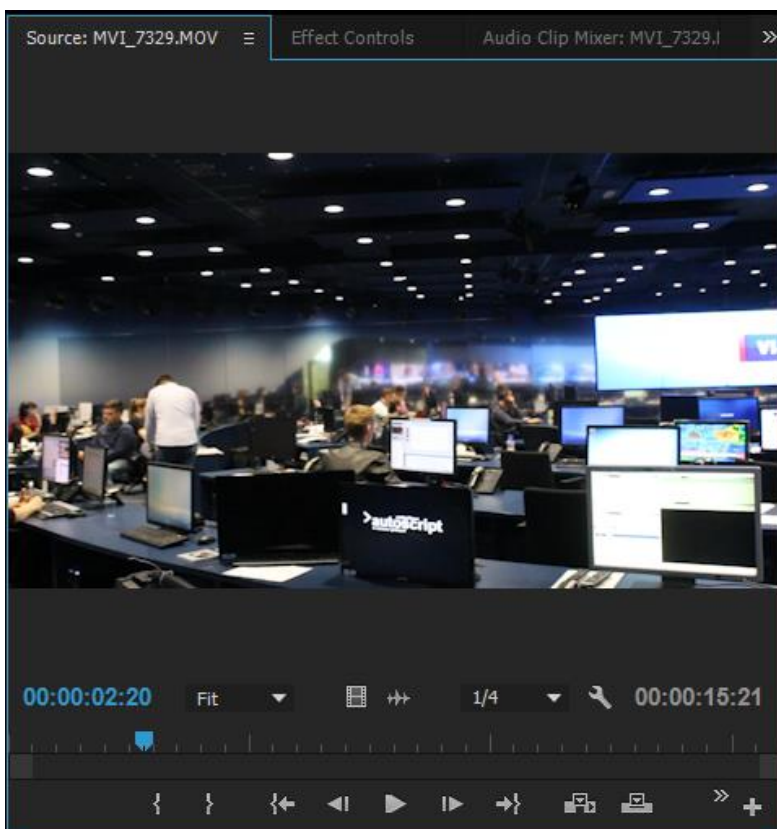 Source: MVI_7329.MOV
Effect Controls
Audio Clip Mixer: MVI_7329.
VI
autoscript
00:00:02:20
Fit
1/4
00:00:15:21